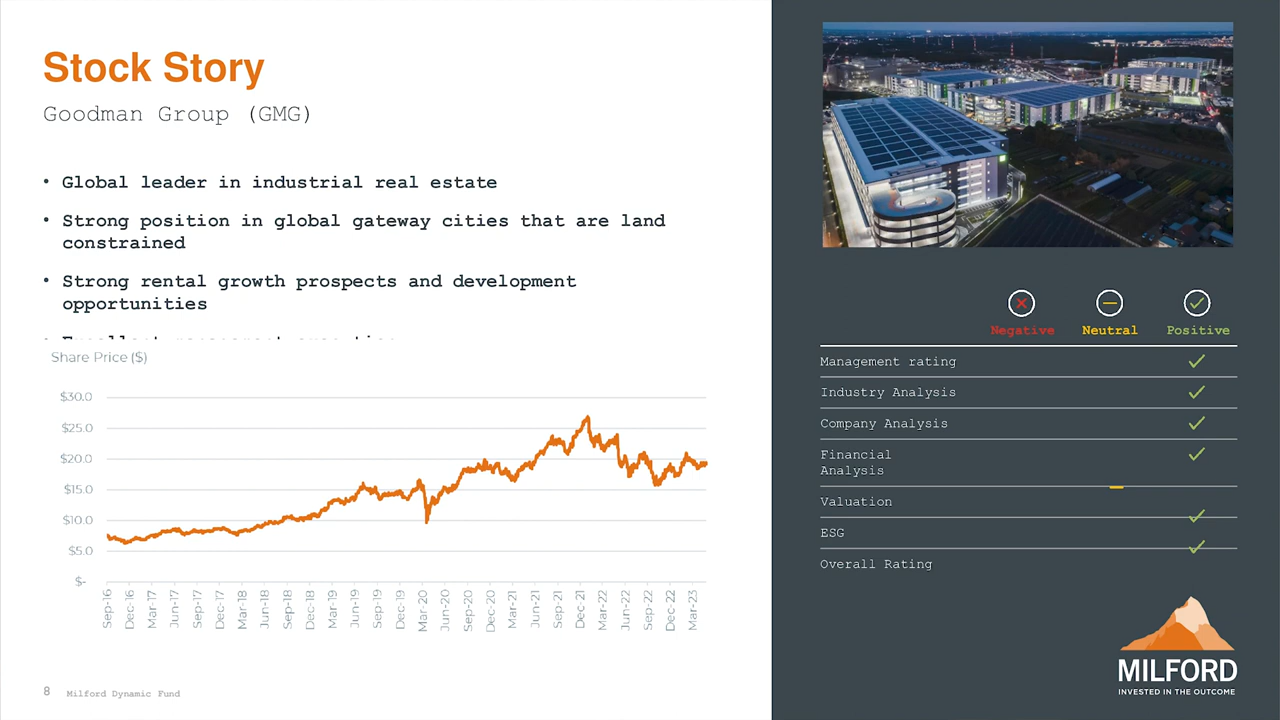 Stock Story
Goodman Group (GMG)
• Global leader in industrial real estate
• Strong position in global gateway cities that are land
constrained
• Strong rental growth prospects and development
opportunities
Share Price ($)
$30.0
$25.0
$20.0
$15.0
$10.0
$5.0
$-
Sep-16 Dec-16 Mar-17 Jun-17 Sep-17 Dec-17 Mar-18 Jun-18 Sep-18 Dec-18 Mar-19 Jun-19 Sep-19 Dec-19 Mar-20 Jun-20 Sep-20 Dec-20 Mar-21 Jun-21 Sep-21 Dec-21 Mar-22 Jun-22 Sep-22 Dec-22 Mar-23
8 Milford Dynamic Fund
Negative Neutral Positive
Management rating
Industry Analysis
Company Analysis
Financial
Analysis
Valuation
ESG
Overall Rating
MILFORD
INVESTED IN THE OUTCOME